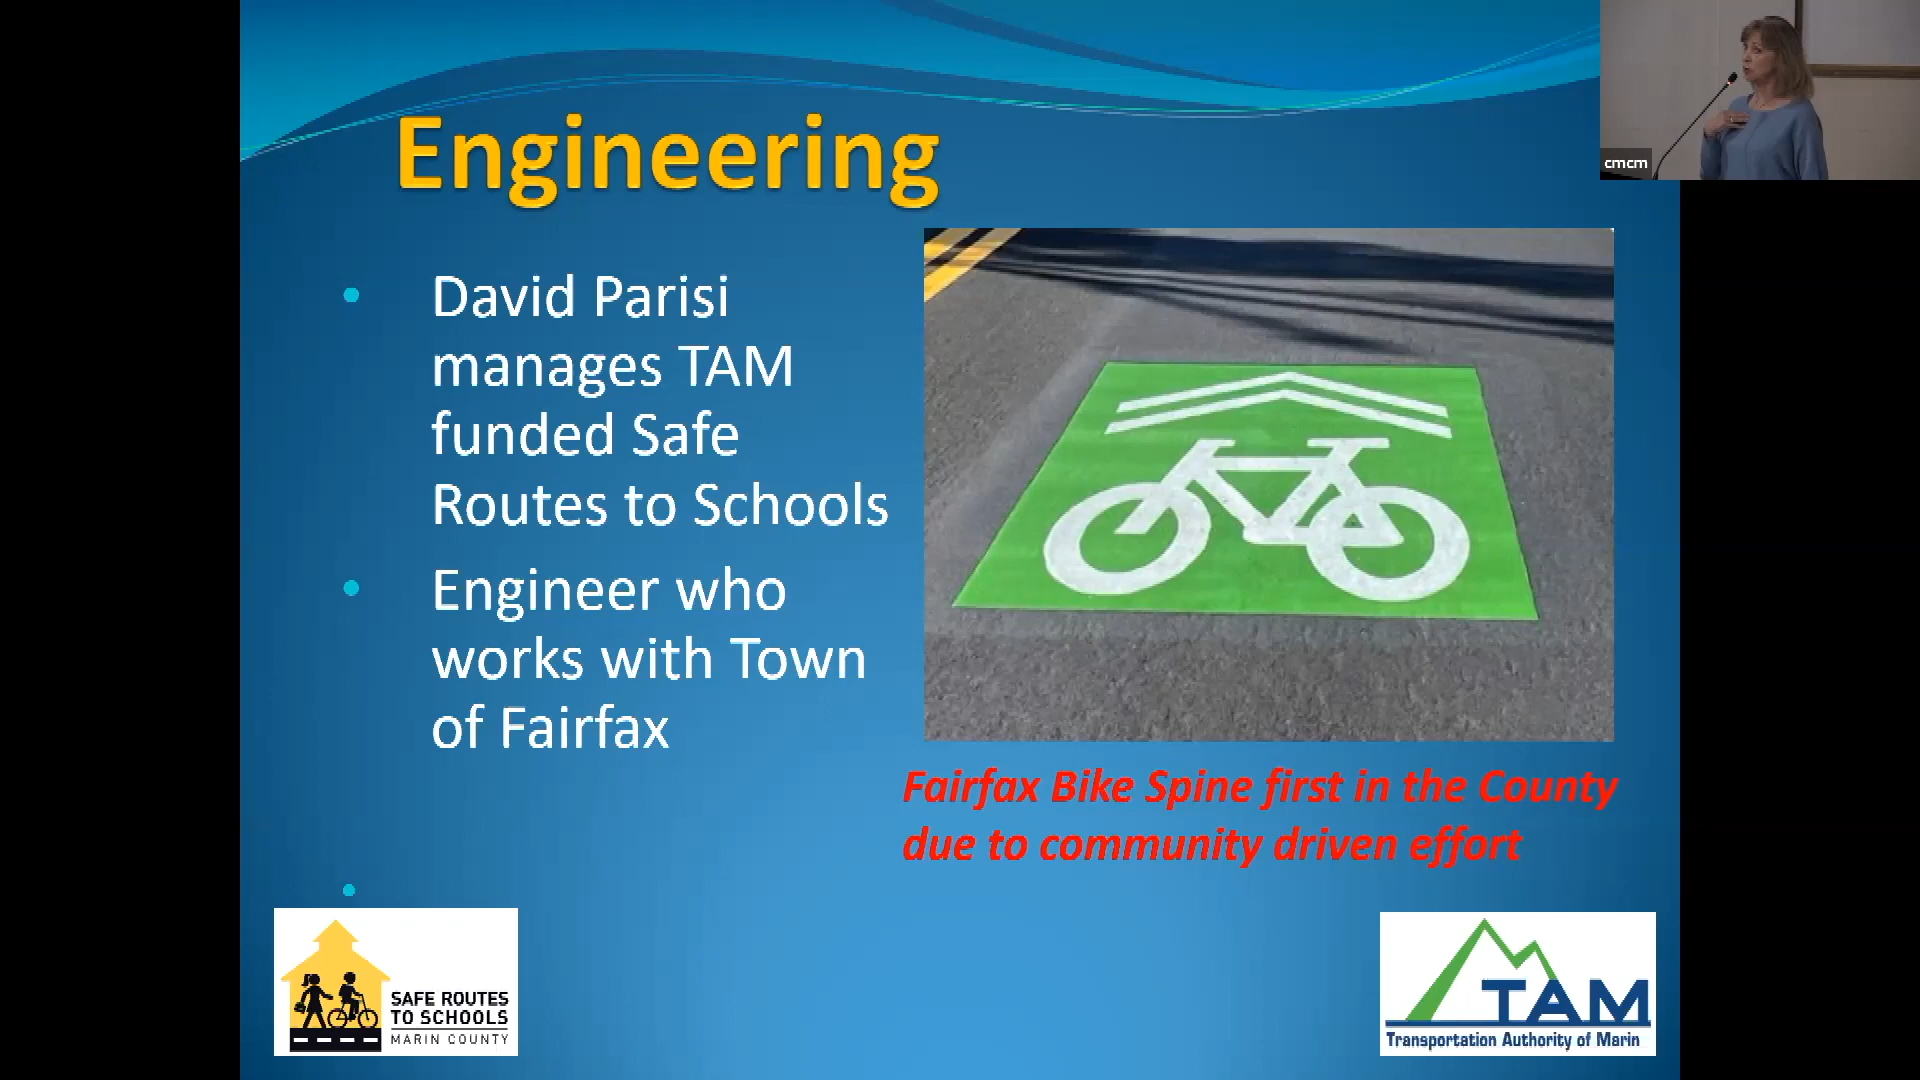 Engineering
cmcm
David Parisi
manages TAM
funded Safe
Routes to Schools
Engineer who
works with Town
of Fairfax
Fairfax Bike Spine first in the County
due to community driven effort
SAFE ROUTES
TO SCHOOLS
MARIN COUNTY
TAM
Transportation Authority of Marin